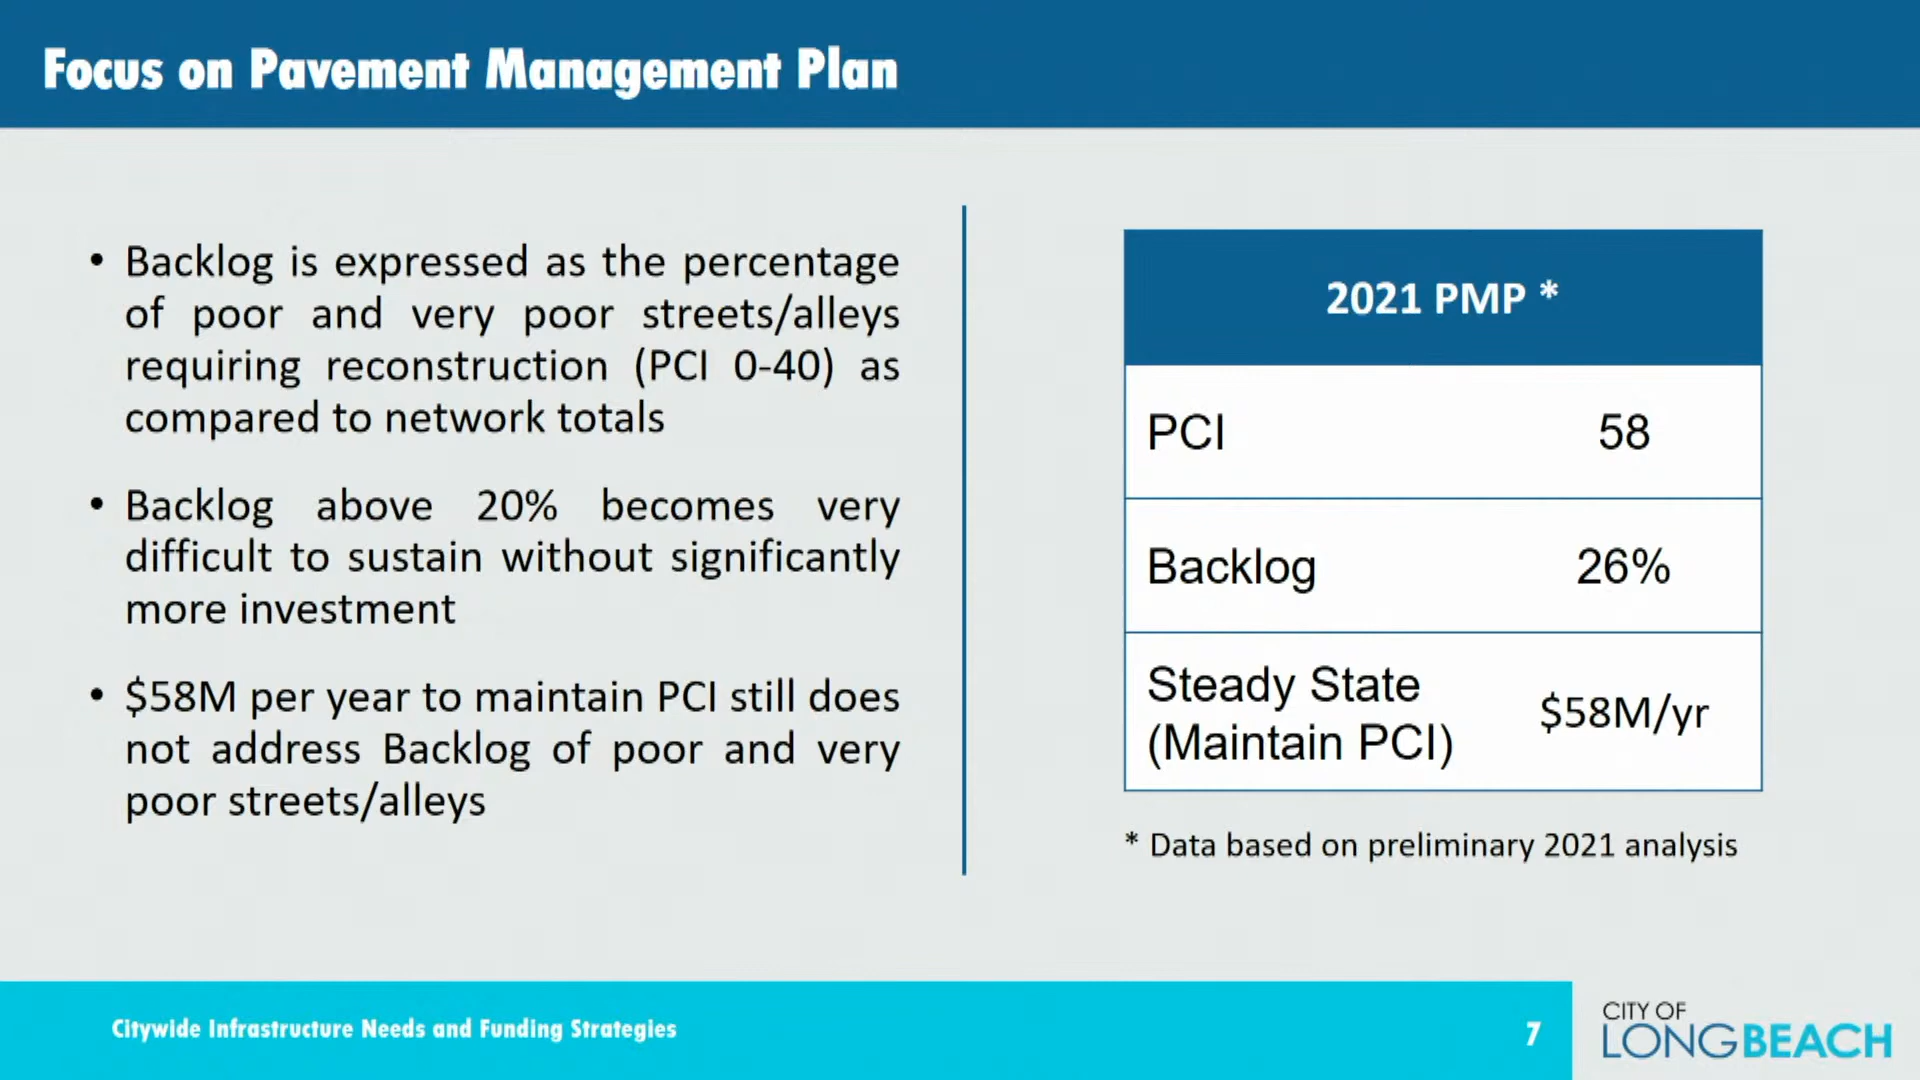 Focus on Pavement Management Plan
• Backlog is expressed as the percentage
of poor and very poor streets/alleys
requiring reconstruction (PCI 0-40) as
compared to network totals
• Backlog above 20% becomes very
difficult to sustain without significantly
more investment
• $58M per year to maintain PCI still does
not address Backlog of poor and very
poor streets/alleys
2021 PMP *
PCI 58
Backlog 26%
Steady State
(Maintain PCI) $58M/yr
* Data based on preliminary 2021 analysis
Citywide Infrastructure Needs and Funding Strategies
7
CITY OF
LONGBEACH